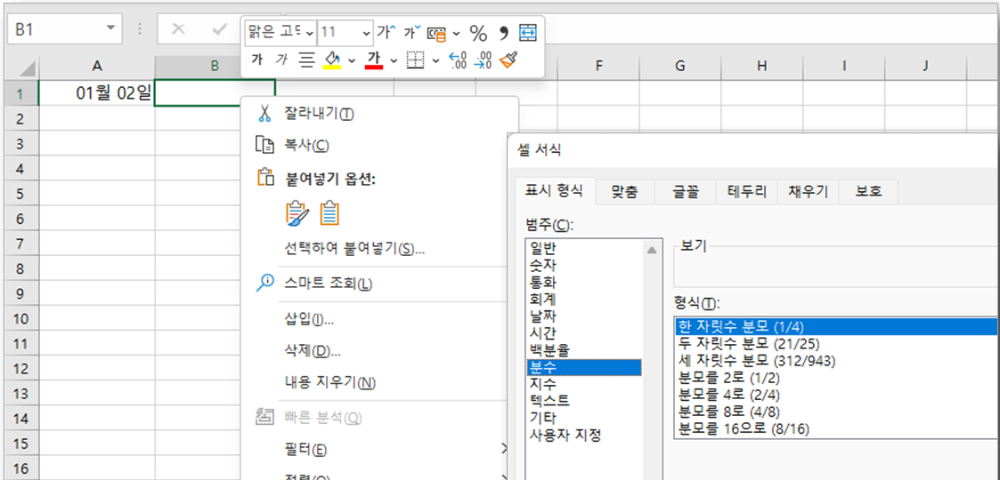 B1
맑은 고딕 11 가 가 % ,
가 가 가 .00 .00
A B F G H I J
1 01월 02일
2
3
4
5
6
7
8
9
10
11
12
13
14
15
16
잘라내기(T)
복사(C)
붙여넣기 옵션:
선택하여 붙여넣기(S)...
스마트 조회(L)
삽입(I)...
삭제(D)...
내용 지우기(N)
빠른 분석(Q)
필터(E)
셀 서식
표시 형식 맞춤 글꼴 테두리 채우기 보호
범주(C):
일반
숫자
통화
회계
날짜
시간
백분율
분수
지수
텍스트
기타
사용자 지정
보기
형식(T):
한 자릿수 분모 (1/4)
두 자릿수 분모 (21/25)
세 자릿수 분모 (312/943)
분모를 2로 (1/2)
분모를 4로 (2/4)
분모를 8로 (4/8)
분모를 16으로 (8/16)